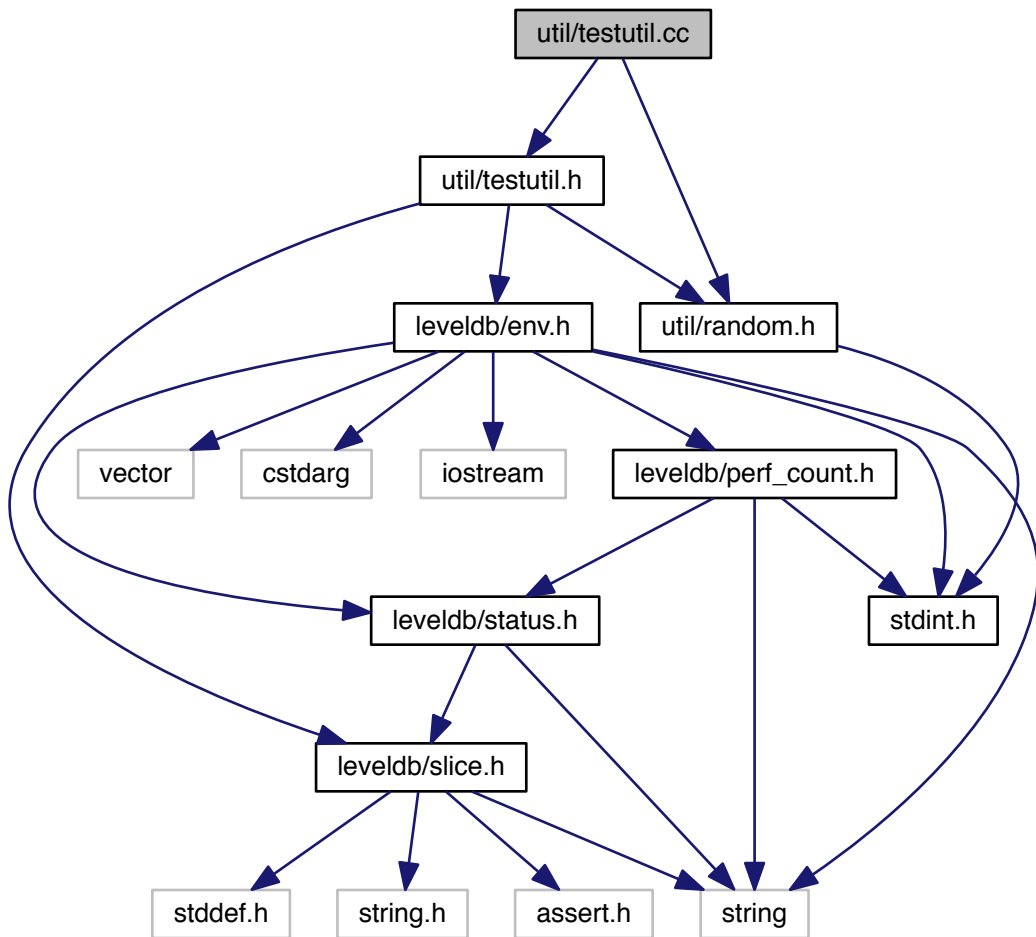 util/testutil.cc
util/testutil.h
leveldb/env.h
util/random.h
vector
cstdarg
iostream
leveldb/perf_count.h
leveldb/status.h
stdint.h
leveldb/slice.h
stddef.h
string.h
assert.h
string